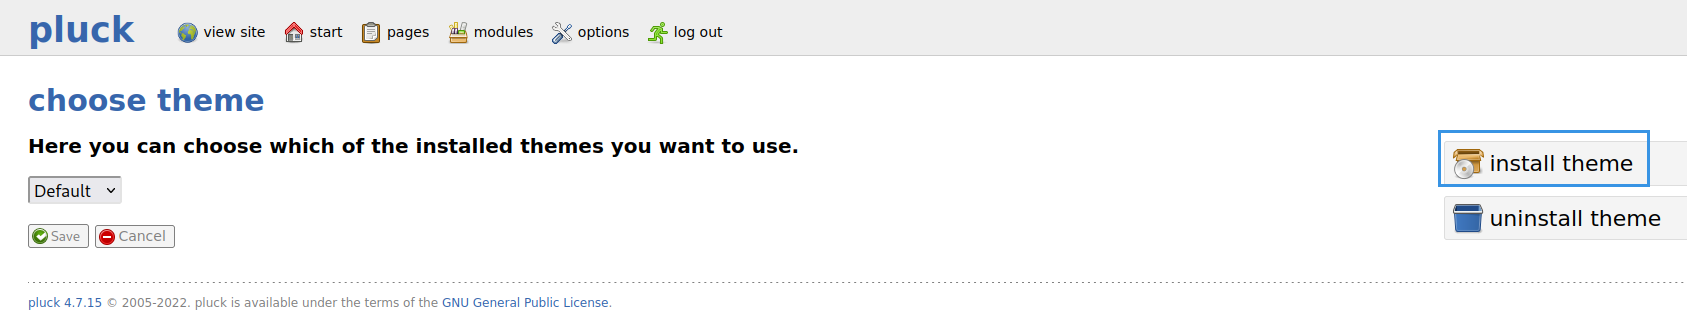 pluck view site start pages modules options log out
choose theme
Here you can choose which of the installed themes you want to use.
install theme
Default
uninstall theme
Save Cancel
pluck 4.7.15 © 2005-2022. pluck is available under the terms of the GNU General Public License.